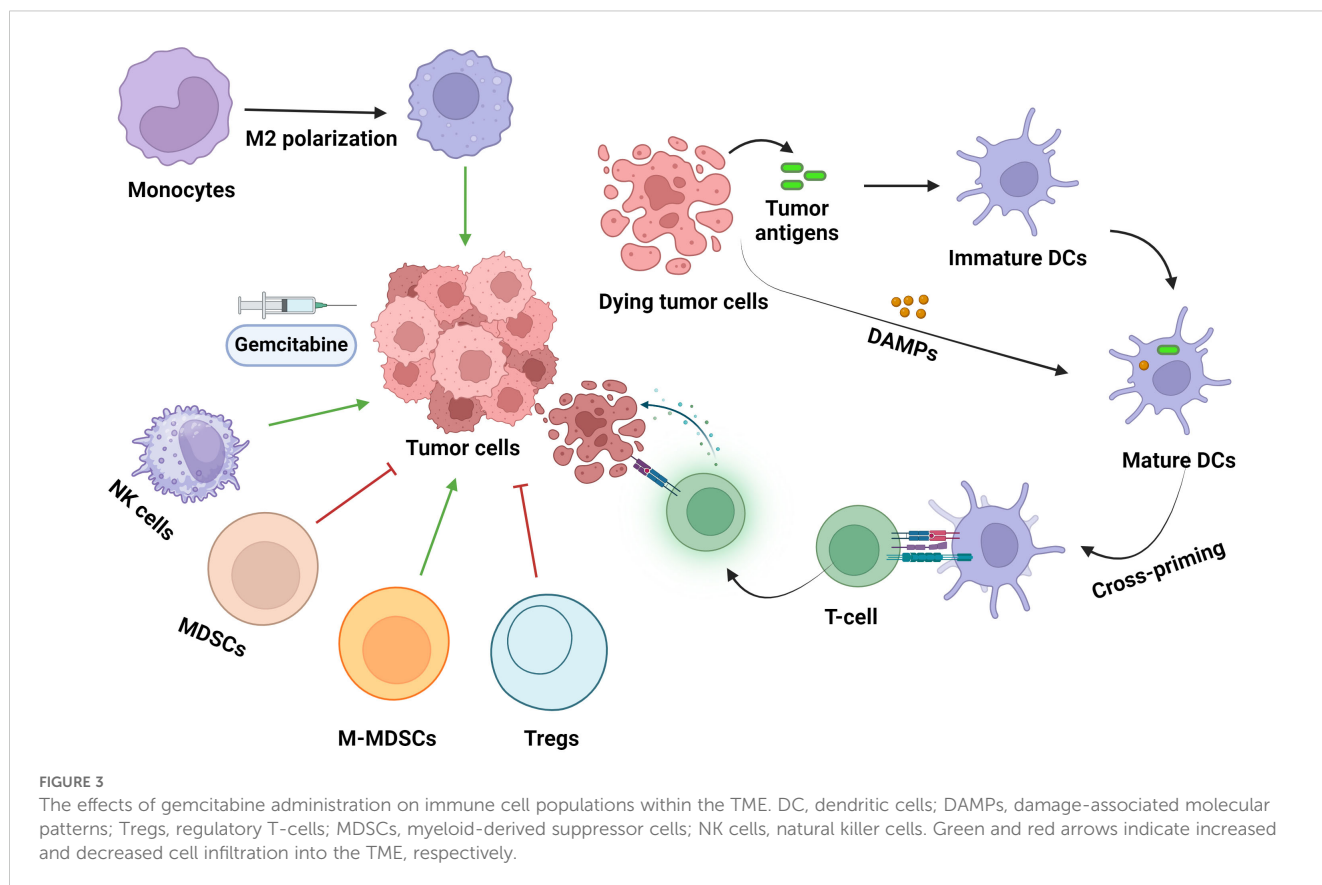 M2 polarization
Monocytes
Tumor
antigens
Immature DCs
Dying tumor cells
DAMPs
Gemcitabine
Mature DCs
Tumor cells
NK cells
Cross-priming
T-cell
MDSCs
M-MDSCs
Tregs
FIGURE 3
The effects of gemcitabine administration on immune cell populations within the TME. DC, dendritic cells; DAMPs, damage-associated molecular
patterns; Tregs, regulatory T-cells; MDSCs, myeloid-derived suppressor cells; NK cells, natural killer cells. Green and red arrows indicate increased
and decreased cell infiltration into the TME, respectively.